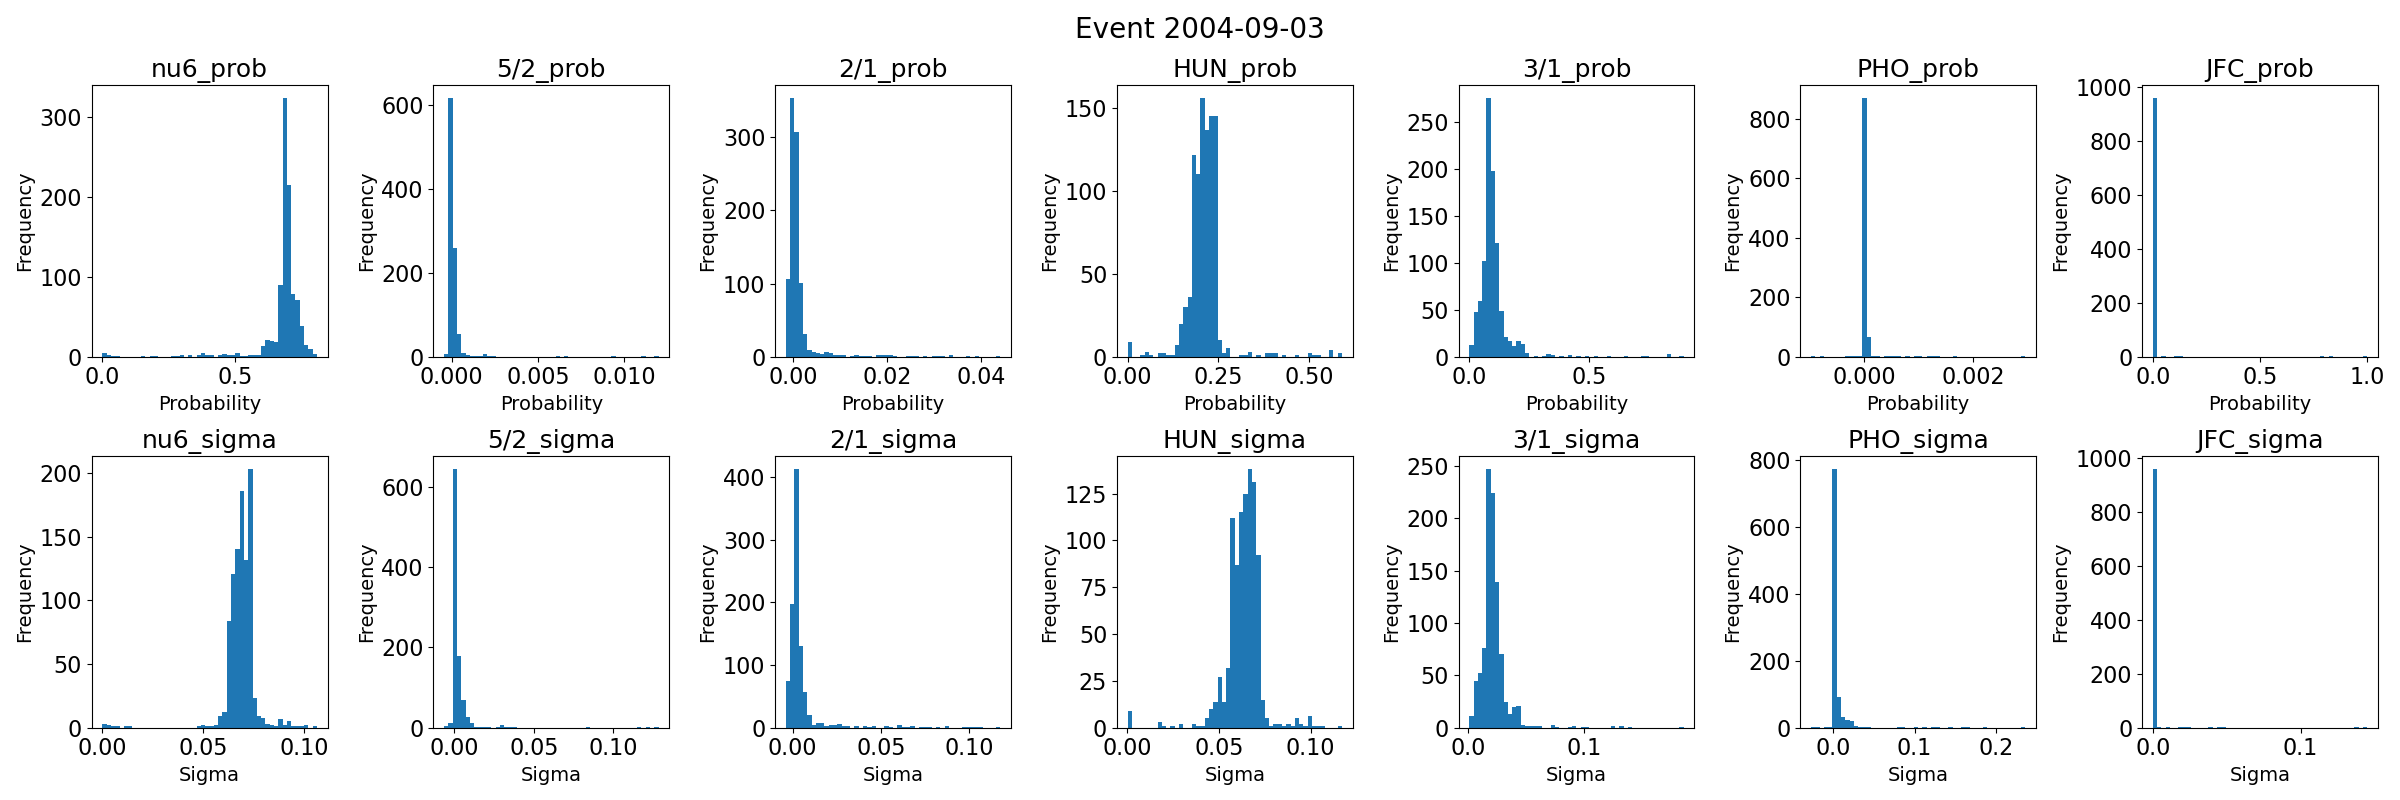 Event 2004-09-03
nu6_prob 5/2_prob 2/1_prob HUN_prob 3/1_prob PHO_prob JFC_prob
Frequency
0
100
200
300
0.0 0.5
Probability
Frequency
0
200
400
600
0.000 0.005 0.010
Probability
Frequency
0
100
200
300
0.00 0.02 0.04
Probability
Frequency
0
50
100
150
0.00 0.25 0.50
Probability
Frequency
0
50
100
150
200
250
0.0 0.5
Probability
Frequency
0
200
400
600
800
0.000 0.002
Probability
Frequency
0
200
400
600
800
1000
0.0 0.5 1.0
Probability
nu6_sigma 5/2_sigma 2/1_sigma HUN_sigma 3/1_sigma PHO_sigma JFC_sigma
Frequency
0
50
100
150
200
0.00 0.05 0.10
Sigma
Frequency
0
200
400
600
0.00 0.05 0.10
Sigma
Frequency
0
100
200
300
400
0.00 0.05 0.10
Sigma
Frequency
0
25
50
75
100
125
0.00 0.05 0.10
Sigma
Frequency
0
50
100
150
200
250
0.0 0.1
Sigma
Frequency
0
200
400
600
800
0.0 0.1 0.2
Sigma
Frequency
0
200
400
600
800
1000
0.0 0.1
Sigma